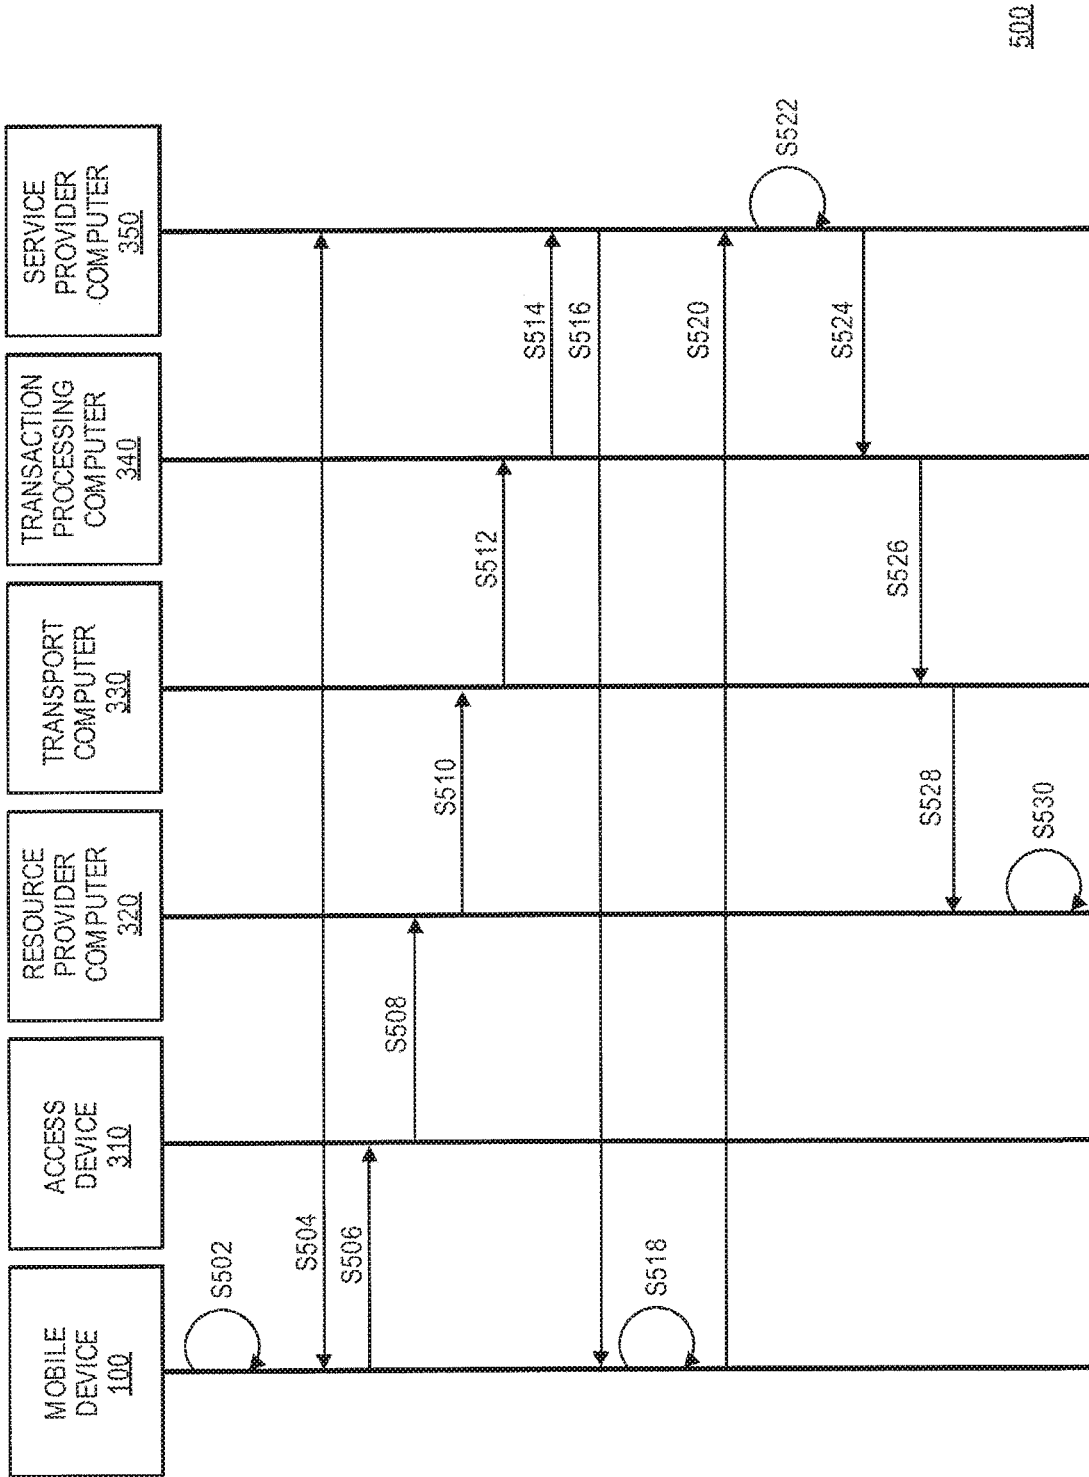 MOBILE
DEVICE
100
ACCESS
DEVICE
310
RESOURCE
PROVIDER
COMPUTER
320
TRANSPORT
COMPUTER
330
TRANSACTION
PROCESSING
COMPUTER
340
SERVICE
PROVIDER
COMPUTER
350
S502
S504
S506
S508
S510
S512
S514
S516
S518
S520
S522
S524
S526
S528
S530
500